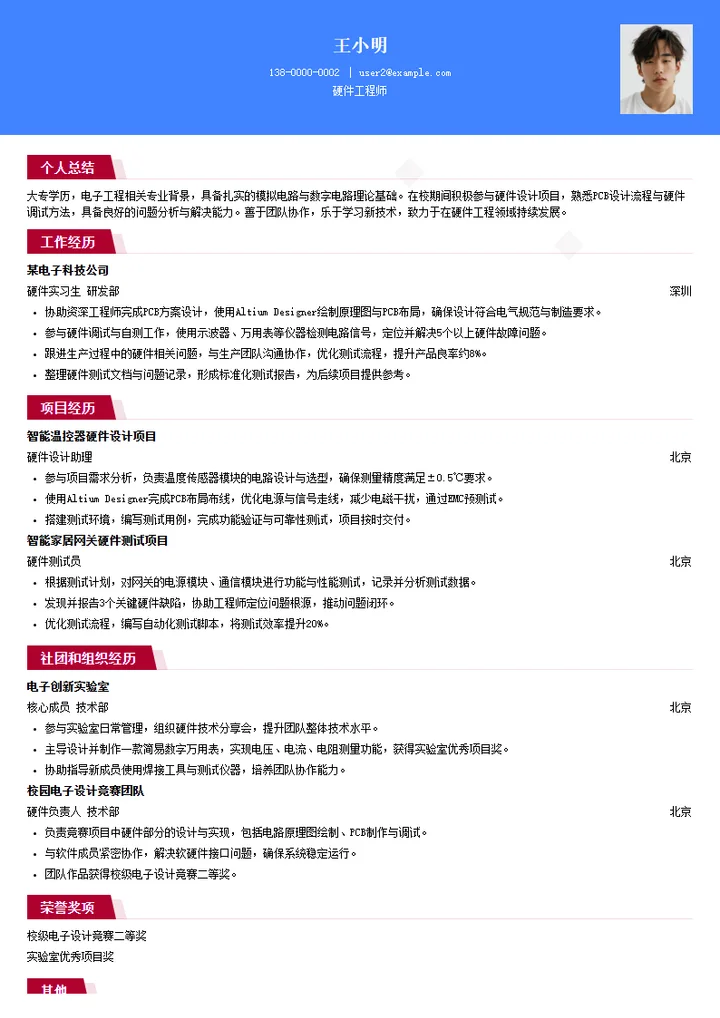 王小明
138-0000-0002 | user2@example.com
硬件工程师
个人总结
大专学历，电子工程相关专业背景，具备扎实的模拟电路与数字电路理论基础。在校期间积极参与硬件设计项目，熟悉PCB设计流程与硬件
调试方法，具备良好的问题分析与解决能力。善于团队协作，乐于学习新技术，致力于在硬件工程领域持续发展。
工作经历
某电子科技公司
硬件实习生 研发部 深圳
• 协助资深工程师完成PCB方案设计，使用Altium Designer绘制原理图与PCB布局，确保设计符合电气规范与制造要求。
• 参与硬件调试与自测工作，使用示波器、万用表等仪器检测电路信号，定位并解决5个以上硬件故障问题。
• 跟进生产过程中的硬件相关问题，与生产团队沟通协作，优化测试流程，提升产品良率约8%。
• 整理硬件测试文档与问题记录，形成标准化测试报告，为后续项目提供参考。
项目经历
智能温控器硬件设计项目
硬件设计助理 北京
• 参与项目需求分析，负责温度传感器模块的电路设计与选型，确保测量精度满足±0.5℃要求。
• 使用Altium Designer完成PCB布局布线，优化电源与信号走线，减少电磁干扰，通过EMC预测试。
• 搭建测试环境，编写测试用例，完成功能验证与可靠性测试，项目按时交付。
智能家居网关硬件测试项目
硬件测试员 北京
• 根据测试计划，对网关的电源模块、通信模块进行功能与性能测试，记录并分析测试数据。
• 发现并报告3个关键硬件缺陷，协助工程师定位问题根源，推动问题闭环。
• 优化测试流程，编写自动化测试脚本，将测试效率提升20%。
社团和组织经历
电子创新实验室
核心成员 技术部 北京
• 参与实验室日常管理，组织硬件技术分享会，提升团队整体技术水平。
• 主导设计并制作一款简易数字万用表，实现电压、电流、电阻测量功能，获得实验室优秀项目奖。
• 协助指导新成员使用焊接工具与测试仪器，培养团队协作能力。
校园电子设计竞赛团队
硬件负责人 技术部 北京
• 负责竞赛项目中硬件部分的设计与实现，包括电路原理图绘制、PCB制作与调试。
• 与软件成员紧密协作，解决软硬件接口问题，确保系统稳定运行。
• 团队作品获得校级电子设计竞赛二等奖。
荣誉奖项
校级电子设计竞赛二等奖
实验室优秀项目奖
其他